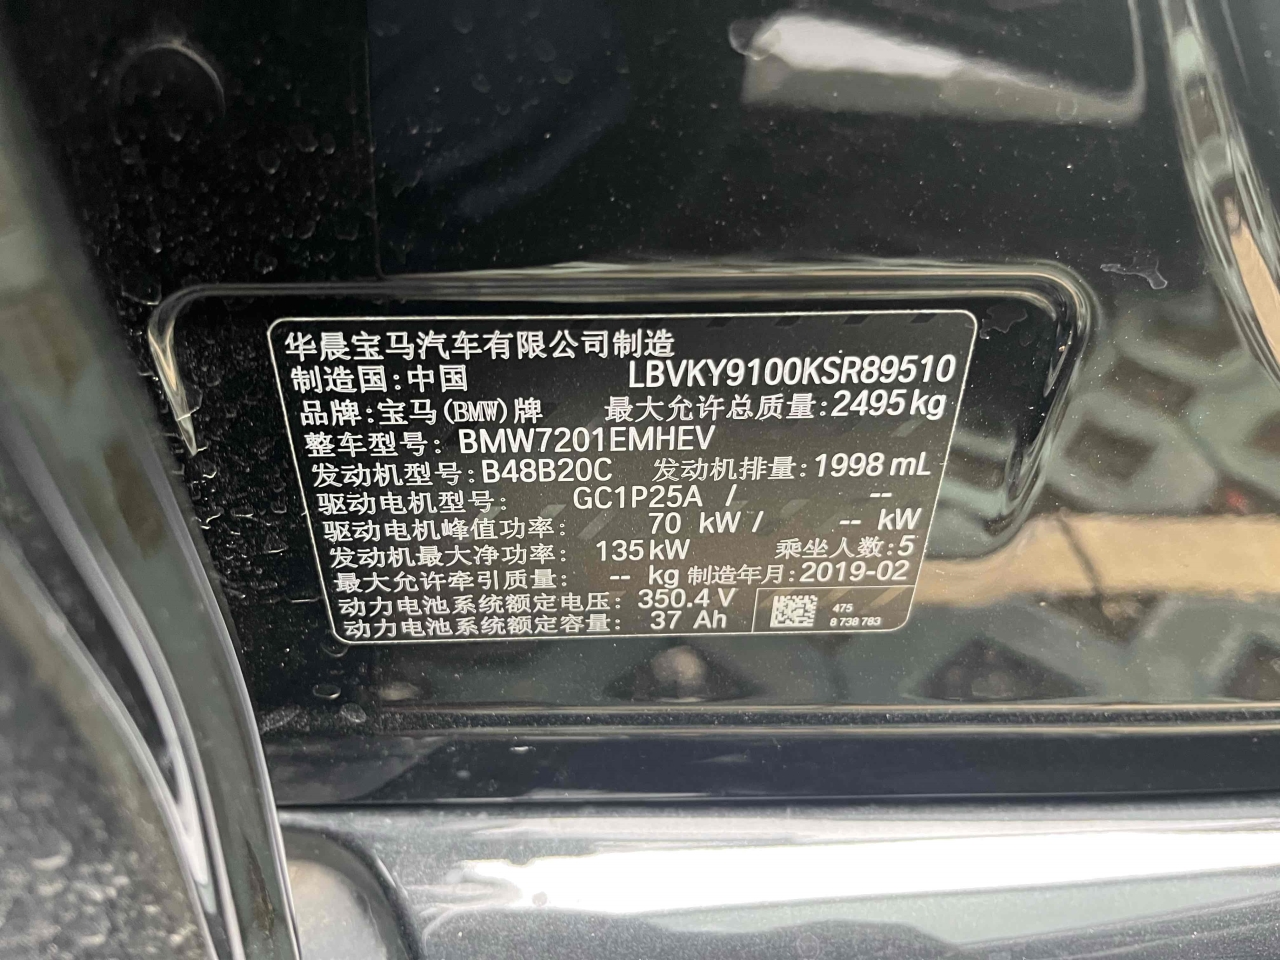 华晨宝马汽车有限公司制造
制造国:中国 LBVKY9100KSR89510
品牌:宝马(BMW)牌 最大允许总质量:2495kg
整车型号: BMW7201EMHEV
发动机型号:B48B20C 发动机排量:1998 mL
驱动电机型号: GC1P25A / --
驱动电机峰值功率: 70 kW / -- kW
发动机最大净功率: 135kW 乘坐人数:5
最大允许牵引质量: -- kg 制造年月:2019-02
动力电池系统额定电压: 350.4 V
动力电池系统额定容量: 37 Ah
475
8 738 783